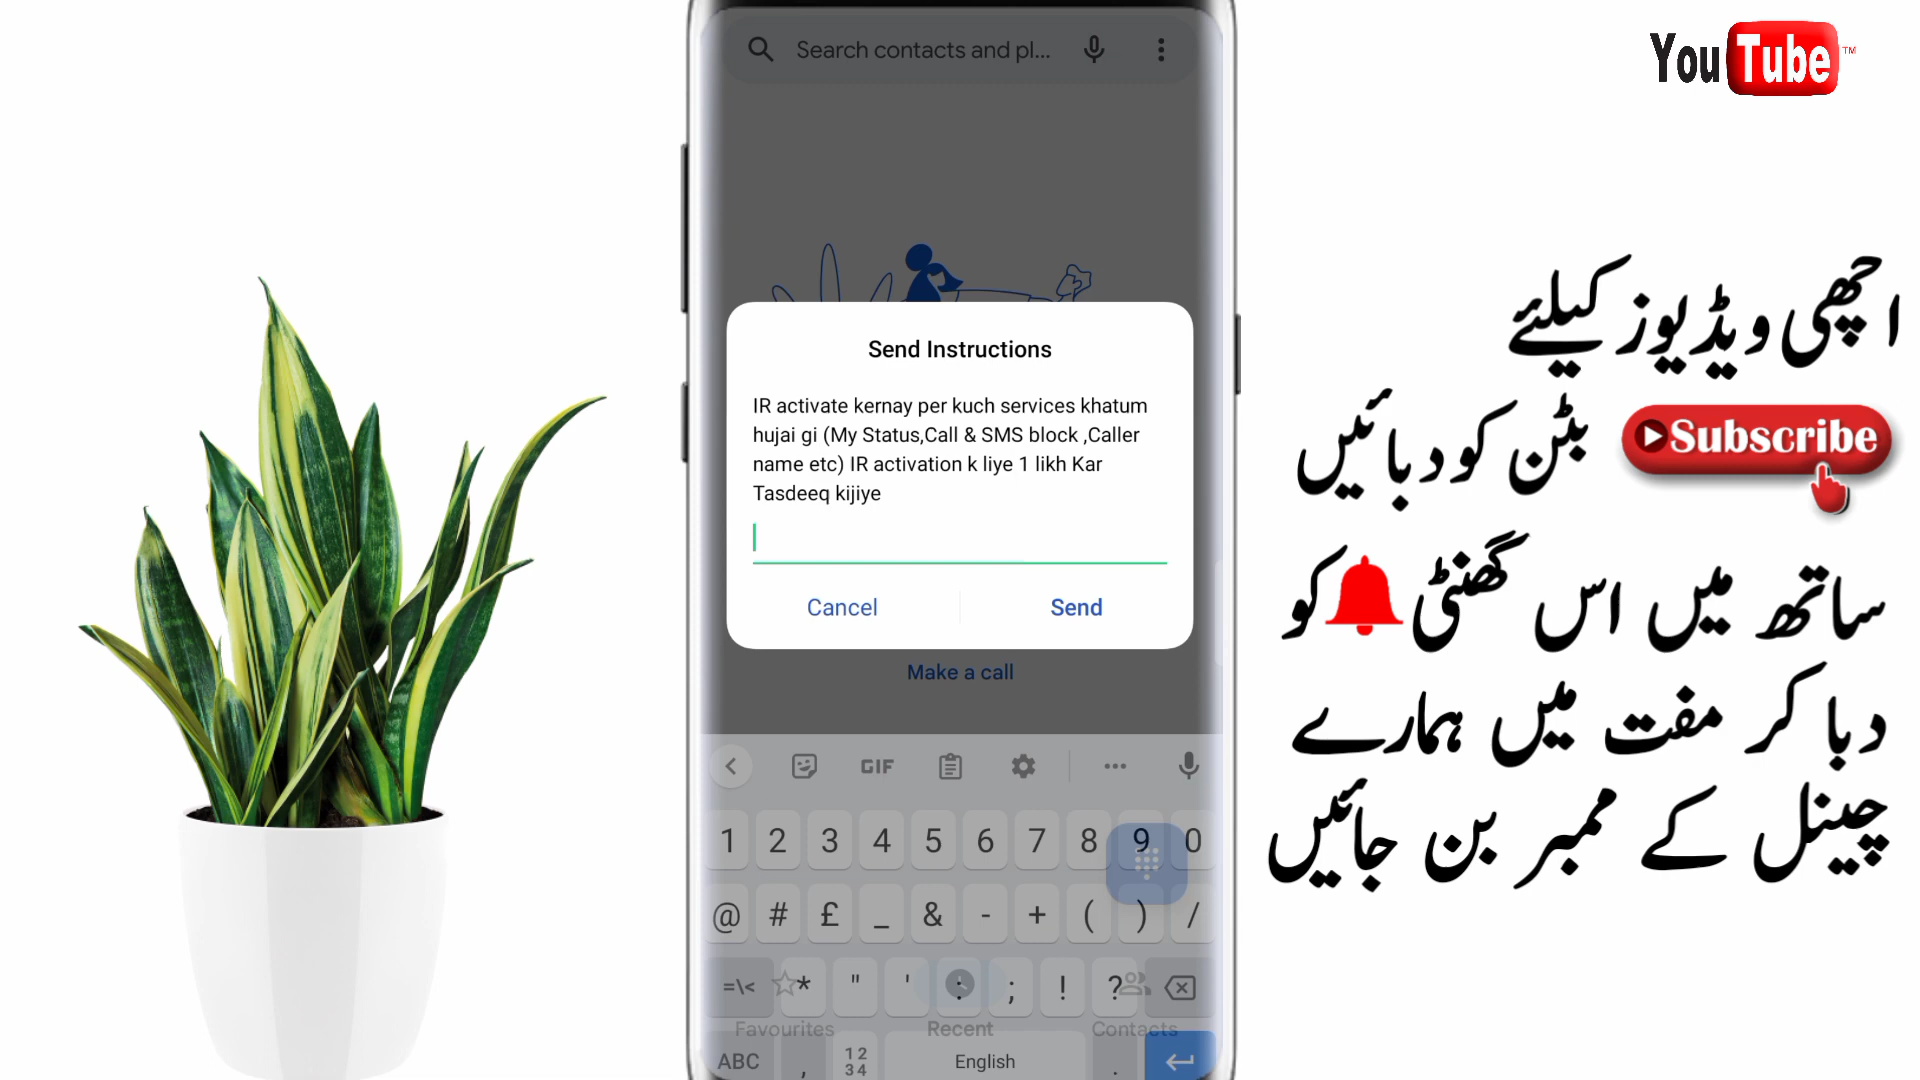 Search contacts and pl...
YouTube™
Send Instructions
IR activate kernay per kuch services khatum
hujai gi (My Status,Call & SMS block ,Caller
name etc) IR activation k liye 1 likh Kar
Tasdeeq kijiye
Cancel
Send
Make a call
GIF
1 2 3 4 5 6 7 8 9 0
@ # £ _ & - + ( ) /
=\< * " ' : ; ! ?
Favourites
Recent
Contacts
ABC , 12 34 English .
اچھی ویڈیوز کیلئے
Subscribe بٹن کو دبائیں
ساتھ میں اس گھنٹی کو
دبا کر مفت میں ہمارے
چینل کے ممبر بن جائیں